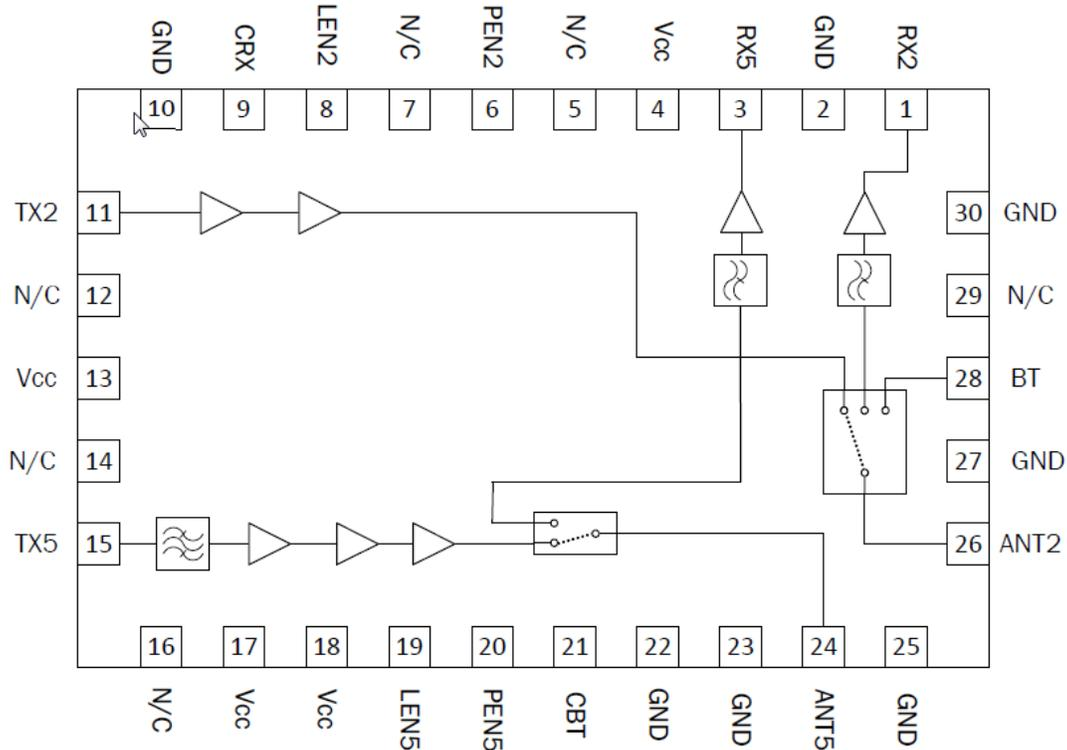 GND CRX LEN2 N/C PEN2 N/C Vcc RX5 GND RX2
10 9 8 7 6 5 4 3 2 1
TX2 11 30 GND
N/C 12 29 N/C
Vcc 13 28 BT
N/C 14 27 GND
TX5 15 26 ANT2
16 17 18 19 20 21 22 23 24 25
N/C Vcc Vcc LEN5 PEN5 CBT GND GND ANT5 GND